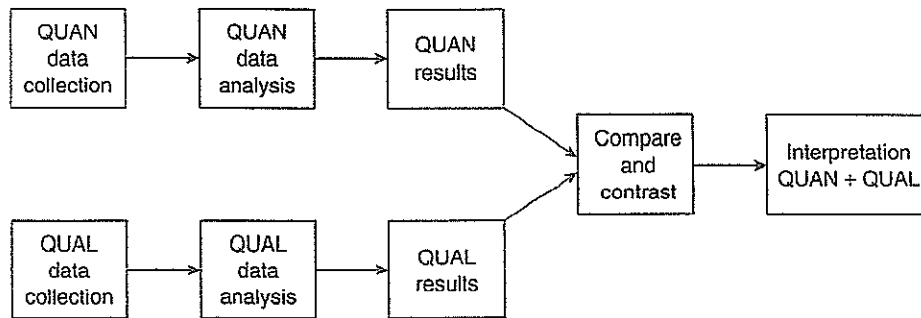 QUAN
data
collection
QUAN
data
analysis
QUAN
results
Compare
and
contrast
Interpretation
QUAN ÷ QUAL
QUAL
data
collection
QUAL
data
analysis
QUAL
results